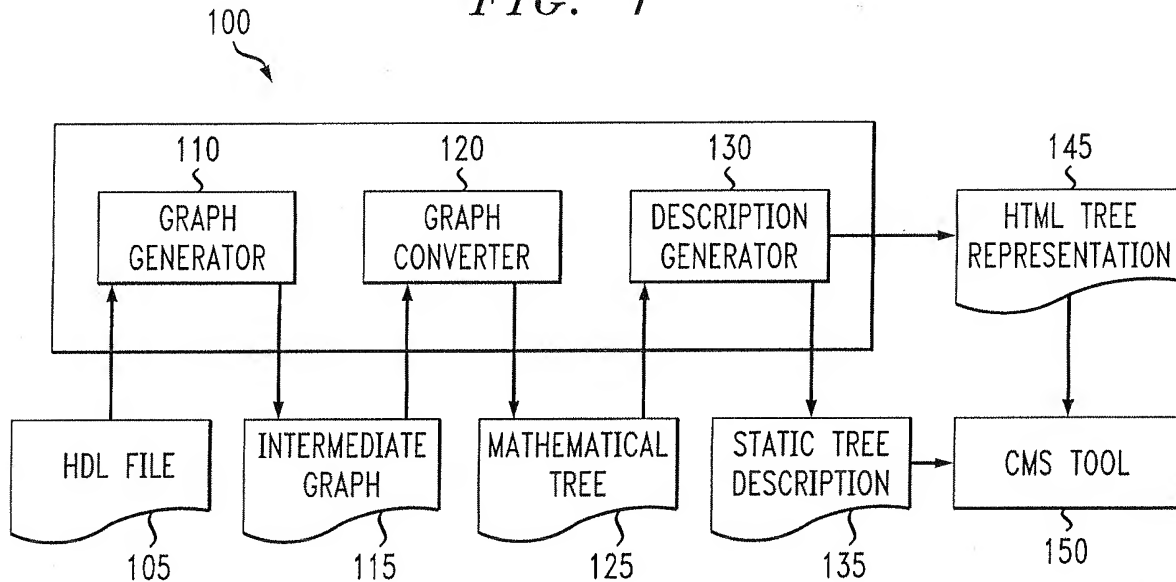 FIG. 1
100
110
120
130
145
GRAPH
GENERATOR
GRAPH
CONVERTER
DESCRIPTION
GENERATOR
HTML TREE
REPRESENTATION
HDL FILE
INTERMEDIATE
GRAPH
MATHEMATICAL
TREE
STATIC TREE
DESCRIPTION
CMS TOOL
105
115
125
135
150